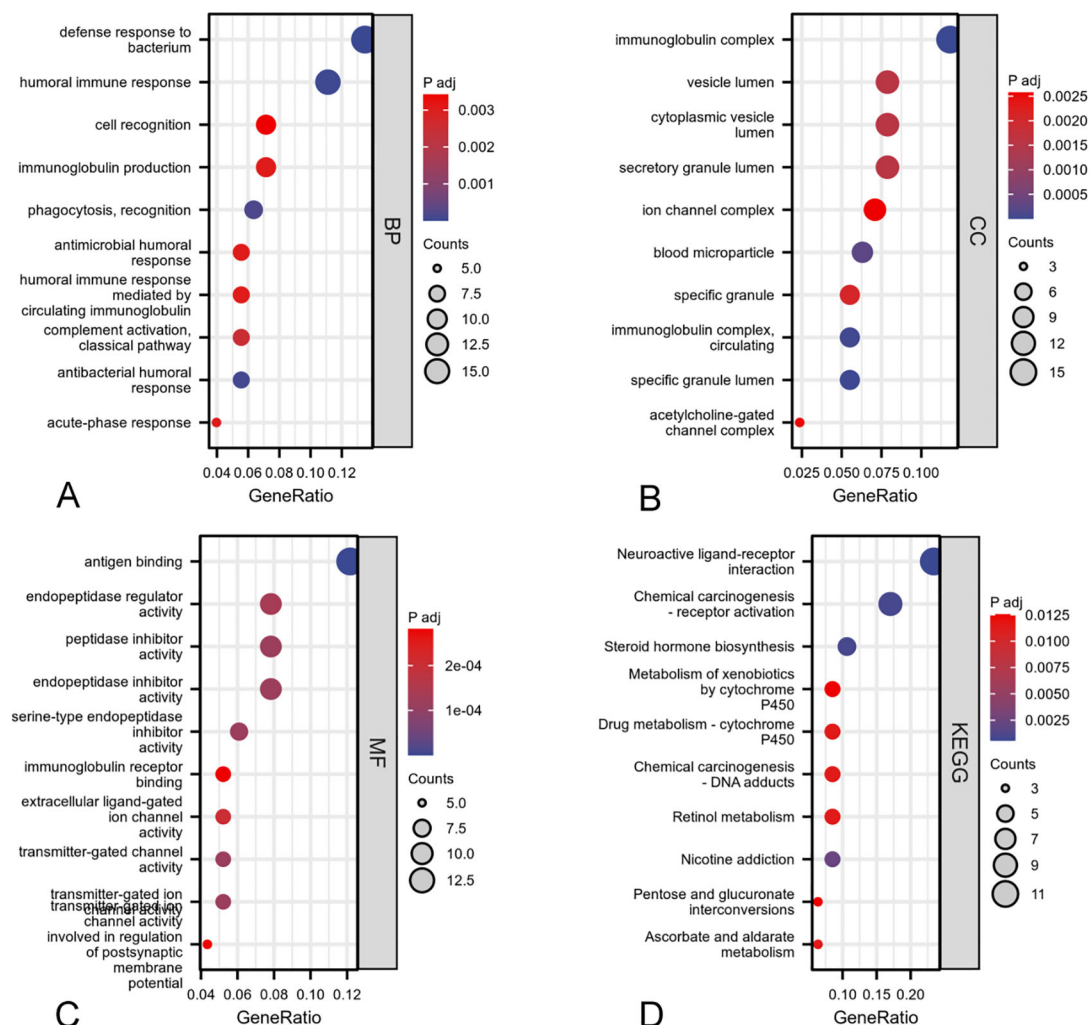 defense response to
bacterium
humoral immune response
cell recognition
immunoglobulin production
phagocytosis, recognition
antimicrobial humoral
response
humoral immune response
mediated by
circulating immunoglobulin
complement activation,
classical pathway
antibacterial humoral
response
acute-phase response
0.04 0.06 0.08 0.10 0.12
GeneRatio
BP
P adj
0.003
0.002
0.001
Counts
5.0
7.5
10.0
12.5
15.0
A
immunoglobulin complex
vesicle lumen
cytoplasmic vesicle
lumen
secretory granule lumen
ion channel complex
blood microparticle
specific granule
immunoglobulin complex,
circulating
specific granule lumen
acetylcholine-gated
channel complex
0.025 0.050 0.075 0.100
GeneRatio
CC
P adj
0.0025
0.0020
0.0015
0.0010
0.0005
Counts
3
6
9
12
15
B
antigen binding
endopeptidase regulator
activity
peptidase inhibitor
activity
endopeptidase inhibitor
activity
serine-type endopeptidase
inhibitor
activity
immunoglobulin receptor
binding
extracellular ligand-gated
ion channel
activity
transmitter-gated channel
activity
transmitter-gated ion
channel activity
transmitter-gated ion
channel activity
involved in regulation
of postsynaptic
membrane
potential
0.04 0.06 0.08 0.10 0.12
GeneRatio
MF
P adj
2e-04
1e-04
Counts
5.0
7.5
10.0
12.5
C
Neuroactive ligand-receptor
interaction
Chemical carcinogenesis
- receptor activation
Steroid hormone biosynthesis
Metabolism of xenobiotics
by cytochrome
P450
Drug metabolism - cytochrome
P450
Chemical carcinogenesis
- DNA adducts
Retinol metabolism
Nicotine addiction
Pentose and glucuronate
interconversions
Ascorbate and aldarate
metabolism
0.10 0.15 0.20
GeneRatio
KEGG
P adj
0.0125
0.0100
0.0075
0.0050
0.0025
Counts
3
5
7
9
11
D